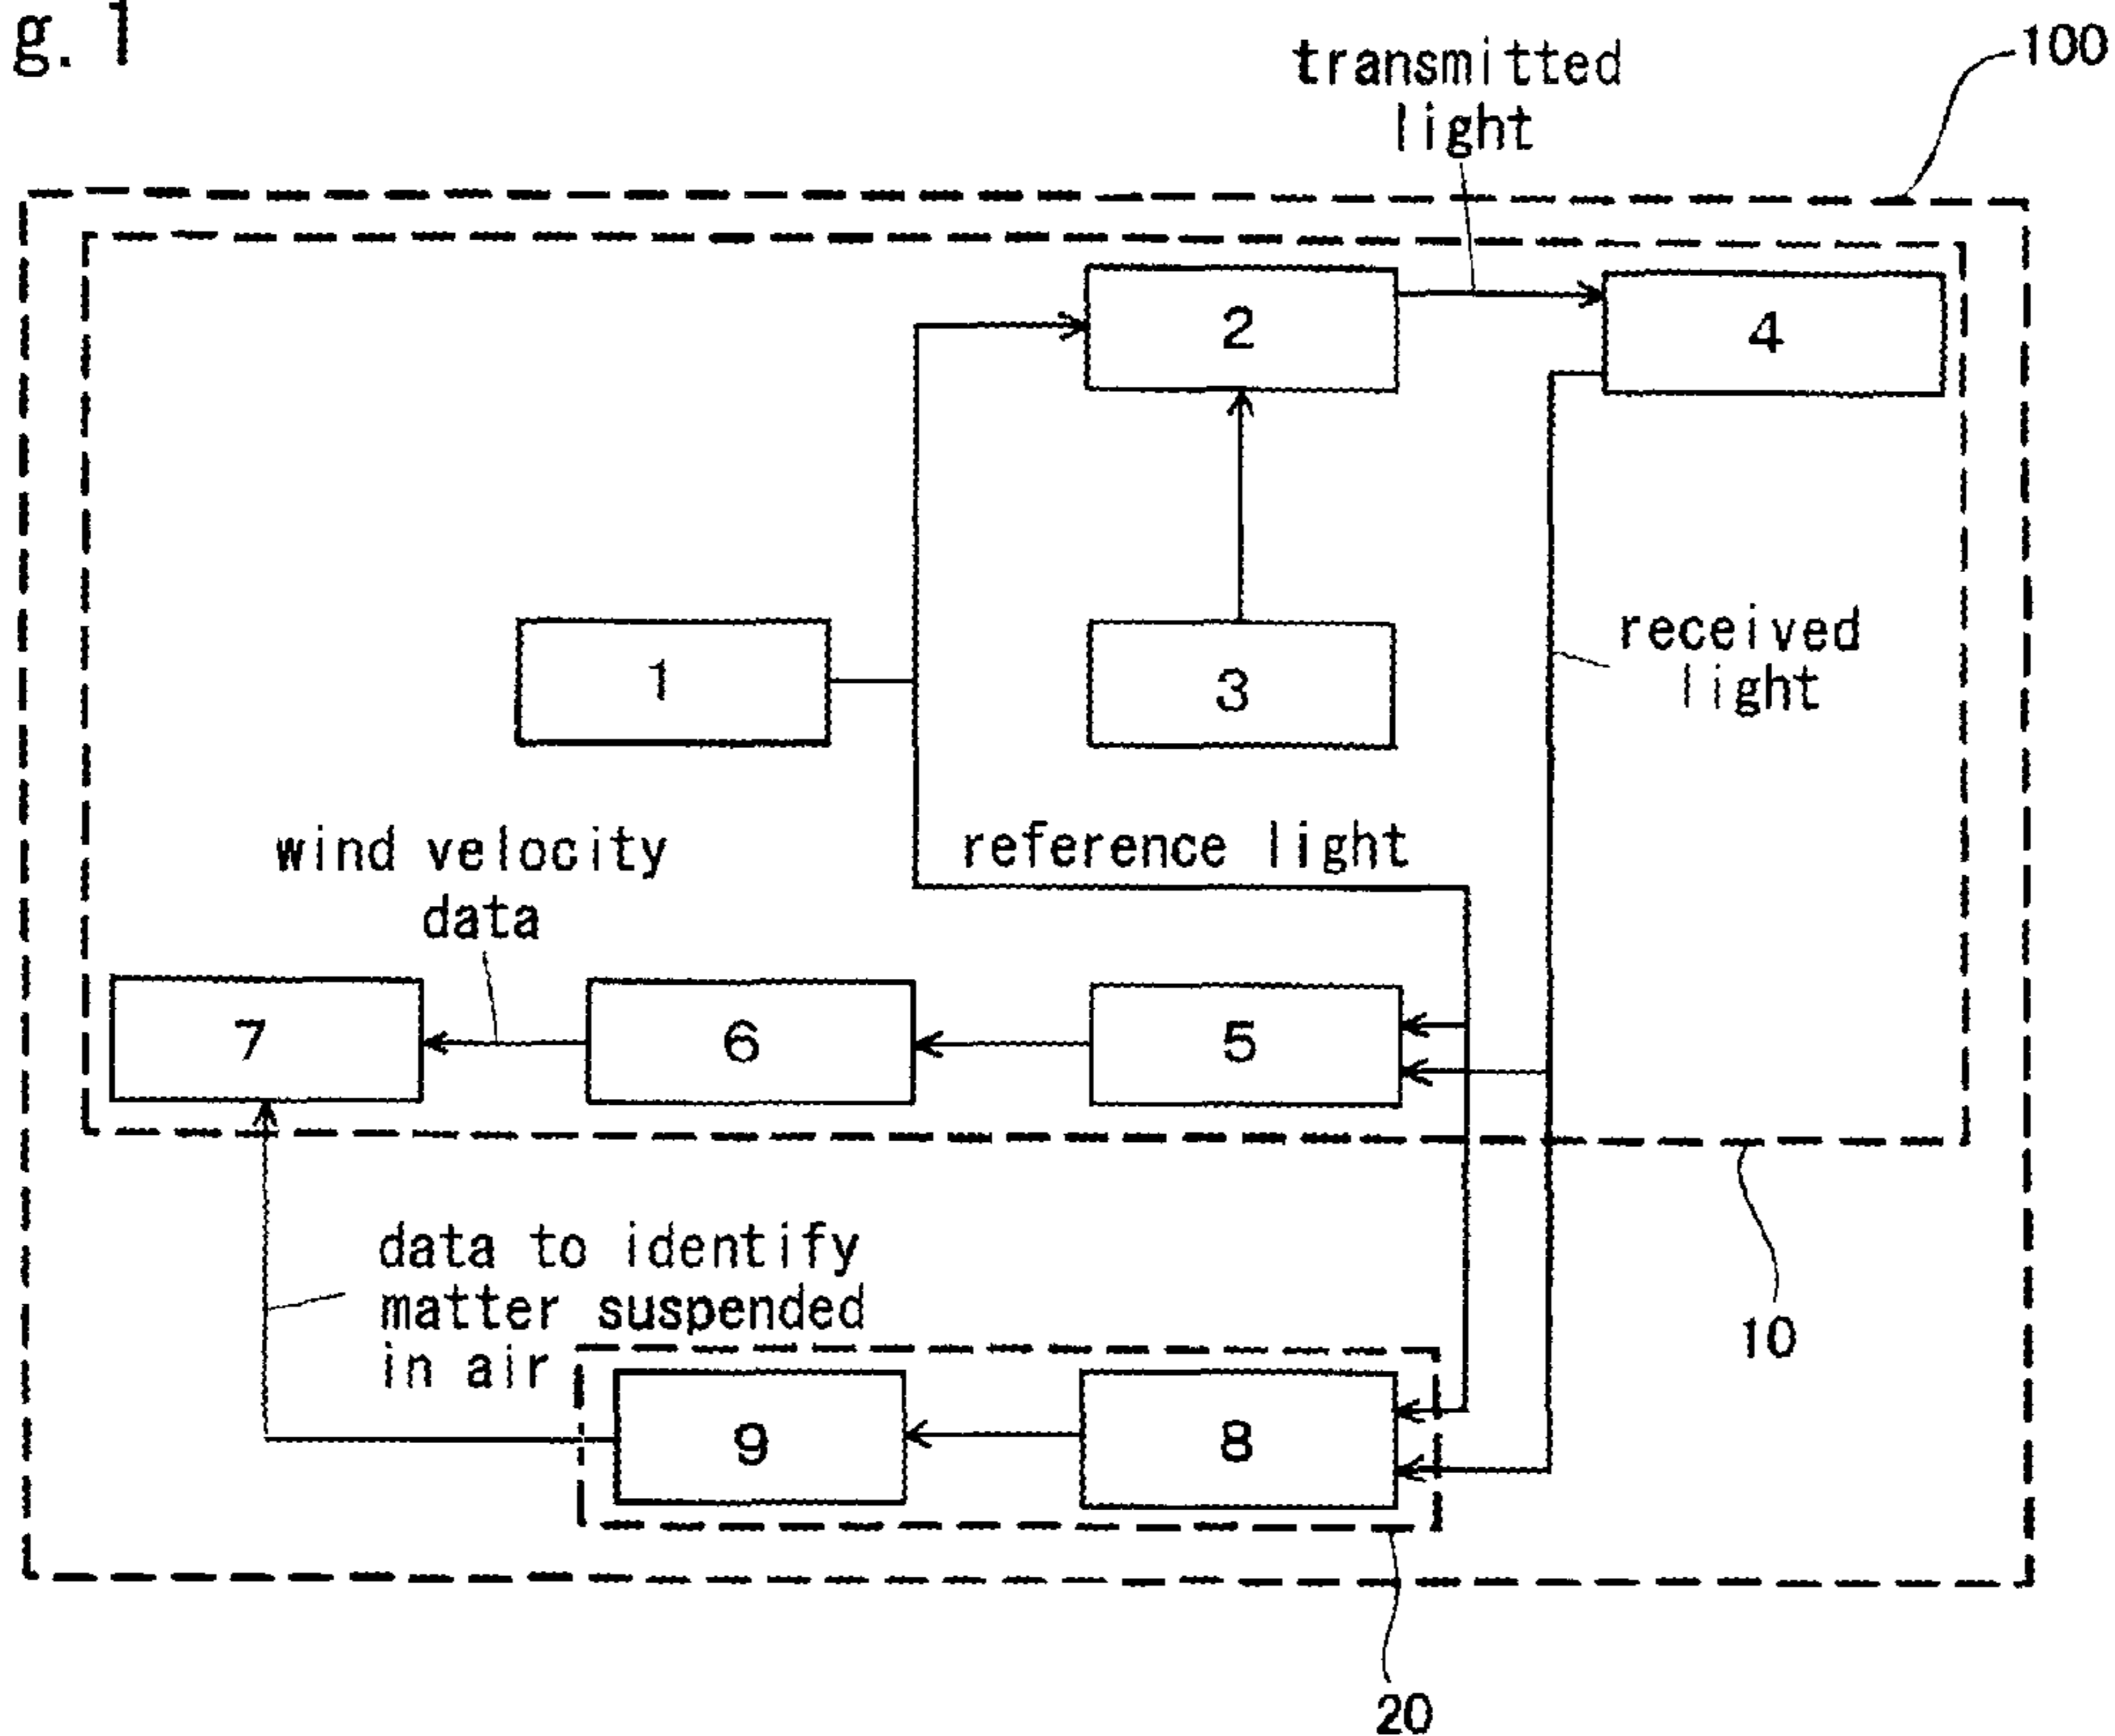 g. 1
100
transmitted
light
2
4
1
3
received
light
wind velocity
data
reference light
7
6
5
data to identify
matter suspended
in air
10
9
8
20